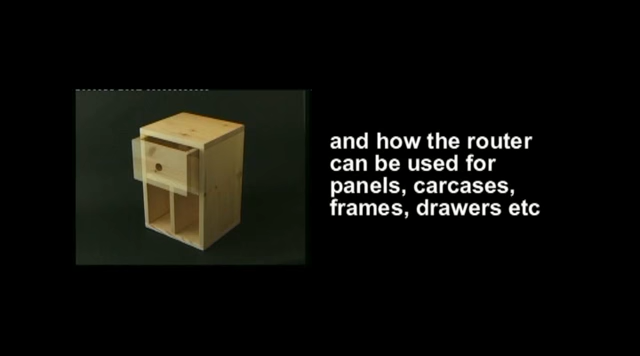 and how the router
can be used for
panels, carcases,
frames, drawers etc